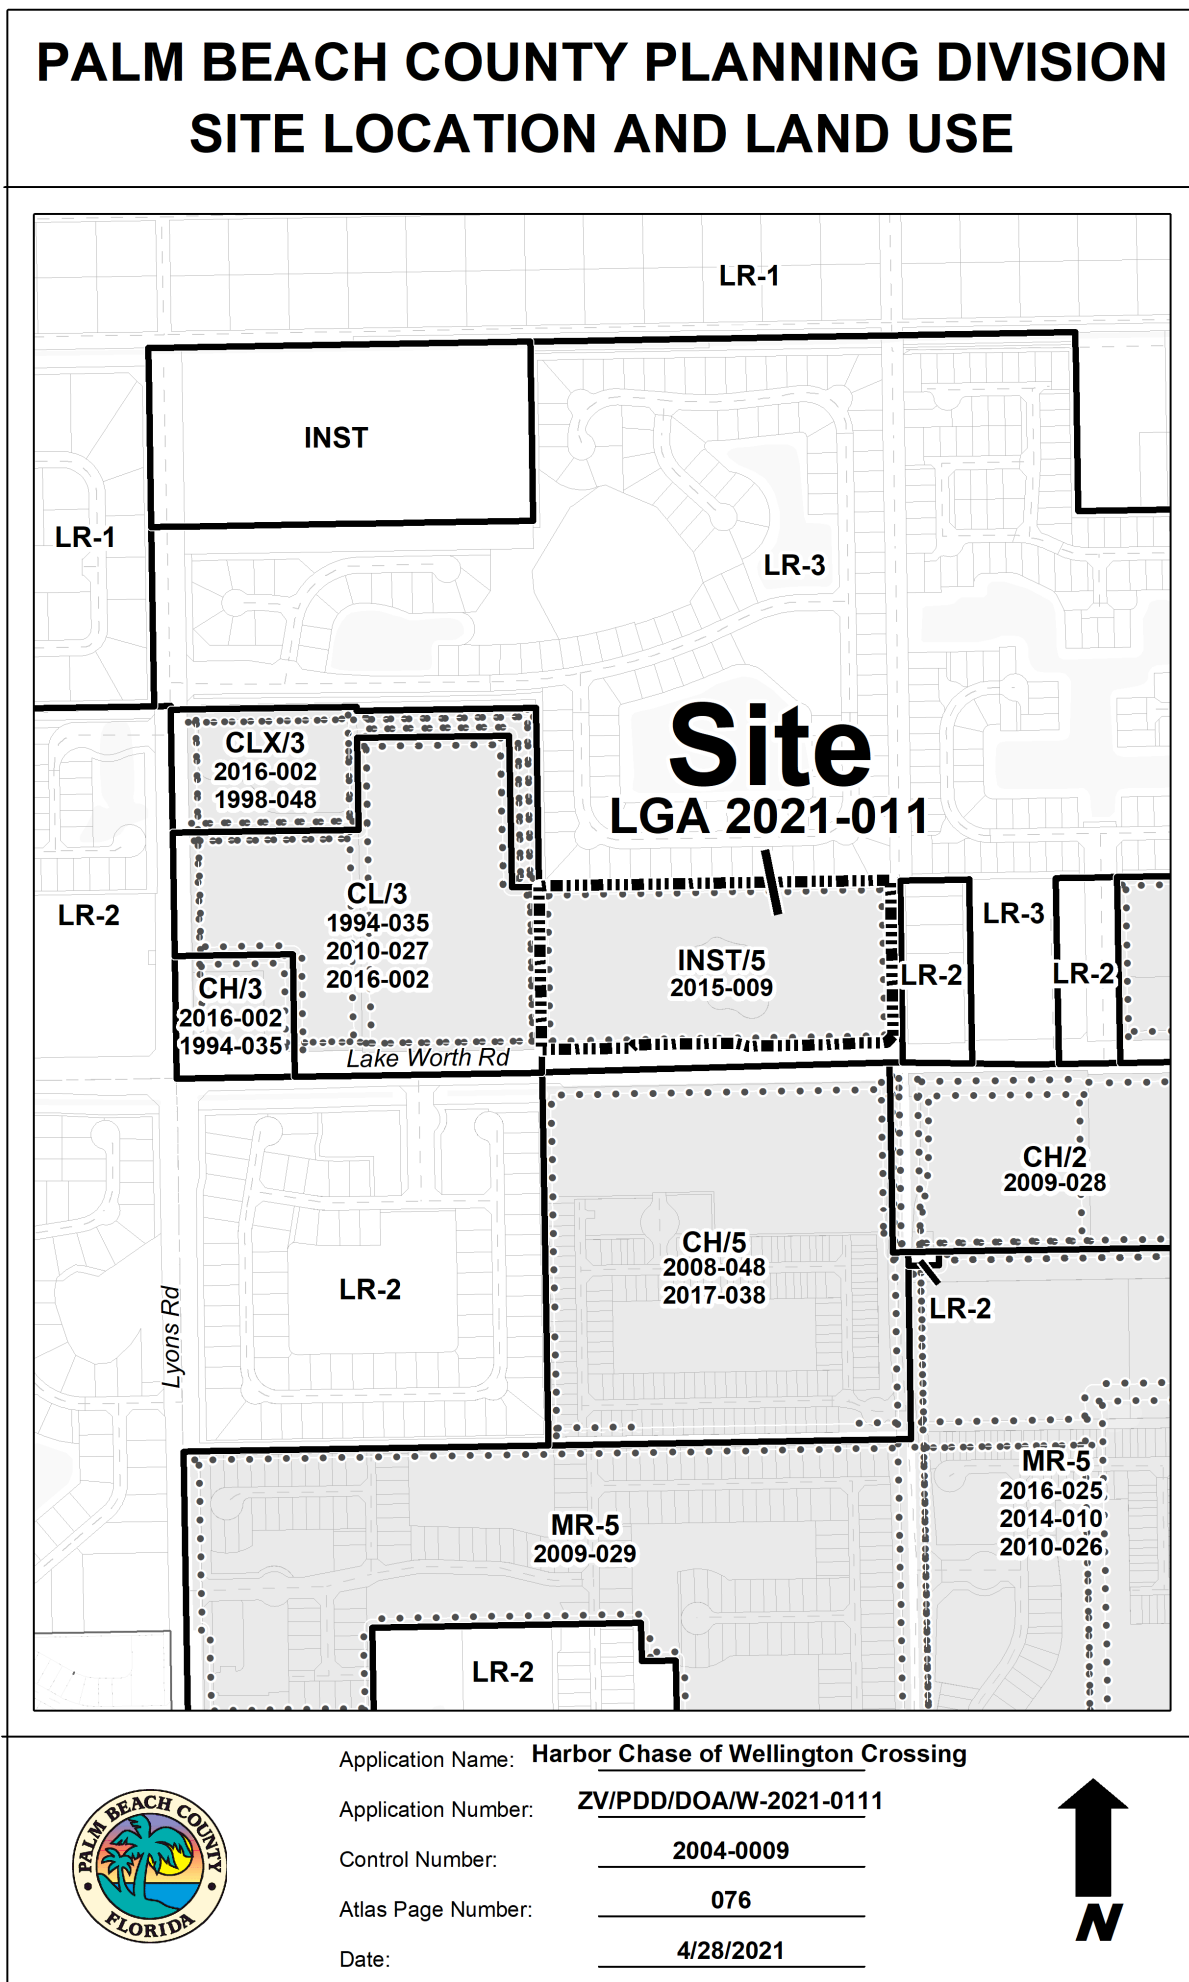 PALM BEACH COUNTY PLANNING DIVISION
SITE LOCATION AND LAND USE
LR-1
INST
LR-1
LR-3
Site
LGA 2021-011
CLX/3
2016-002
1998-048
CL/3
1994-035
2010-027
2016-002
LR-2
CH/3
2016-002
1994-035
INST/5
2015-009
LR-2
LR-3
LR-2
Lake Worth Rd
CH/2
2009-028
CH/5
2008-048
2017-038
LR-2
LR-2
Lyons Rd
MR-5
2016-025
2014-010
2010-026
MR-5
2009-029
LR-2
Application Name: Harbor Chase of Wellington Crossing
Application Number: ZV/PDD/DOA/W-2021-0111
Control Number: 2004-0009
Atlas Page Number: 076
Date: 4/28/2021
PALM BEACH COUNTY
FLORIDA
N